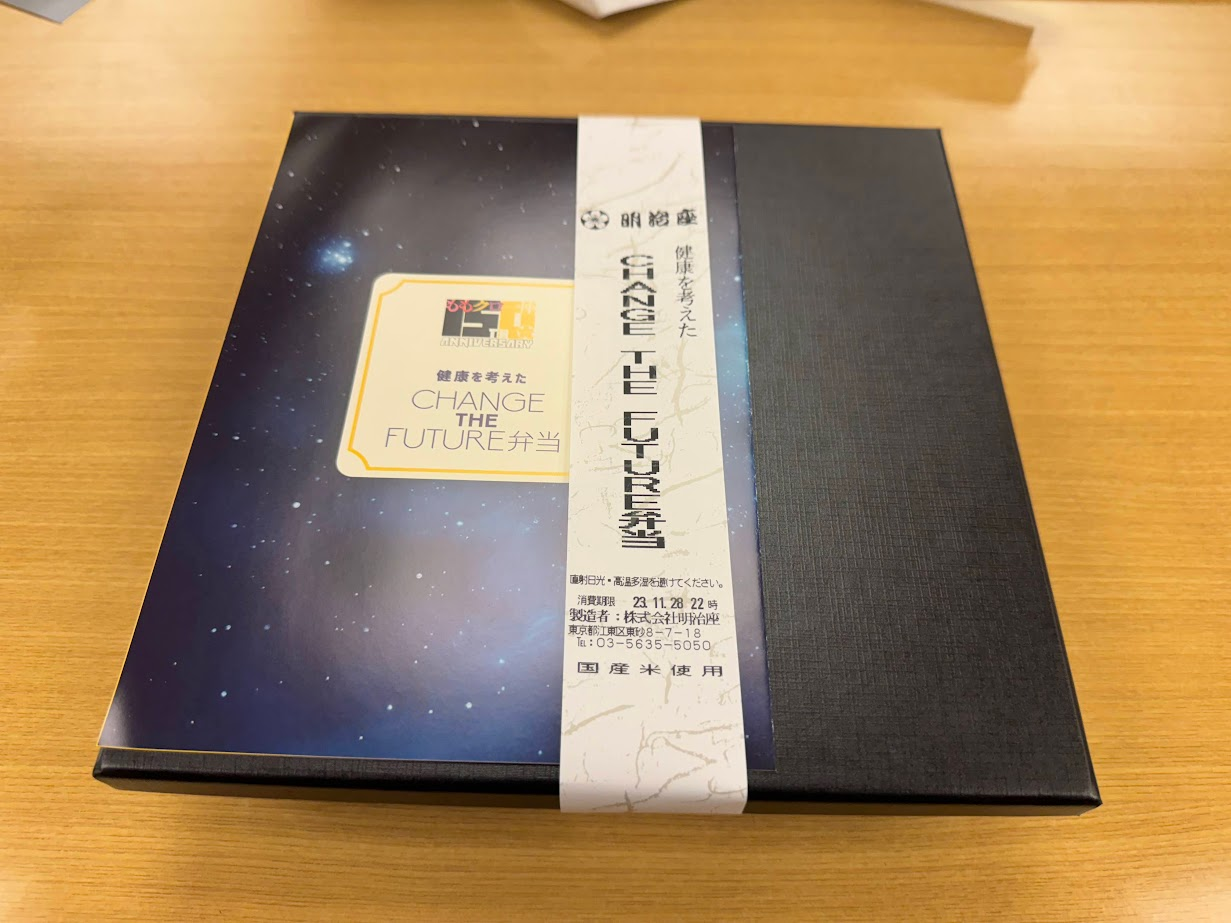 ももクロ
15th
ANNIVERSARY
健康を考えた
CHANGE
THE
FUTURE弁当
明治座
健康を考えた
CHANGE THE FUTURE弁当
直射日光・高温多湿を避けてください。
消費期限 23.11.28 22時
製造者：株式会社明治座
東京都江東区東砂8-7-18
℡:03-5635-5050
国産米使用